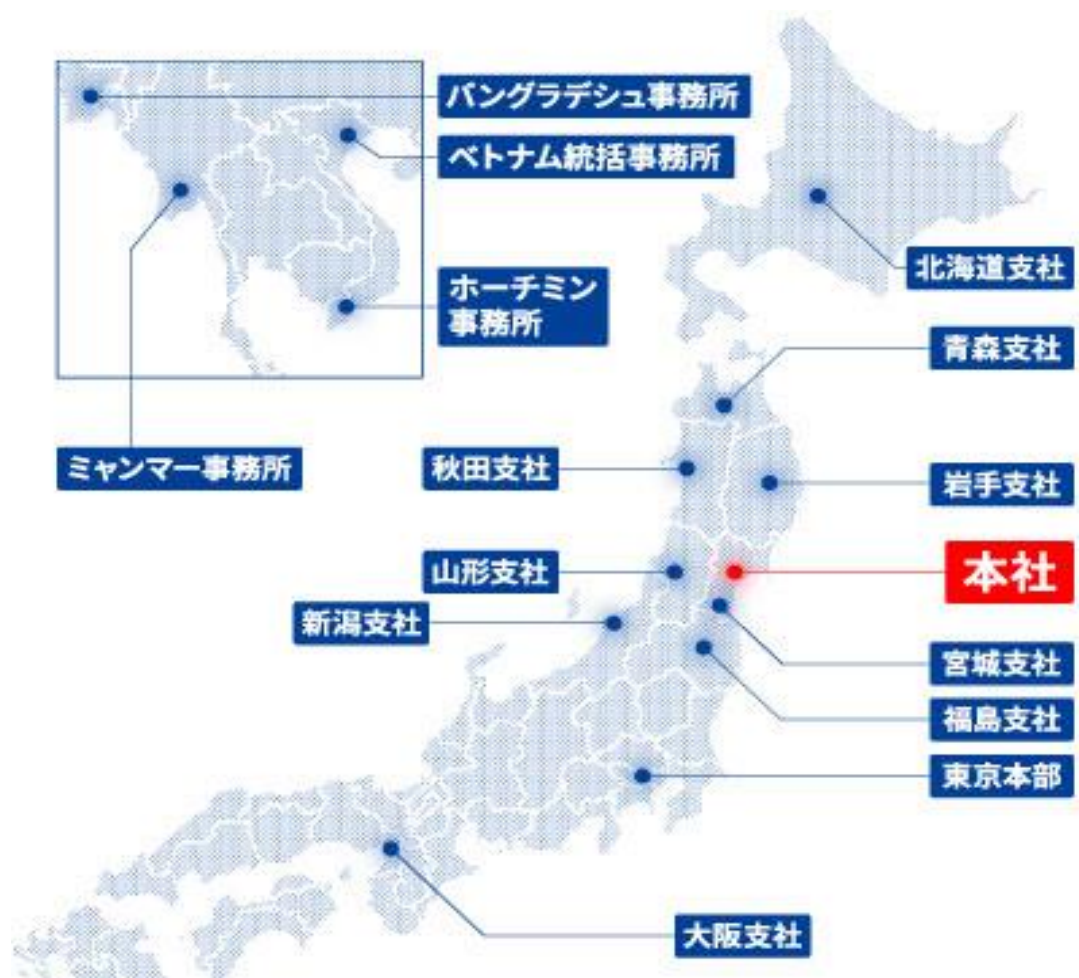 バングラデシュ事務所
ベトナム統括事務所
ホーチミン
事務所
ミャンマー事務所
北海道支社
青森支社
秋田支社
岩手支社
山形支社
本社
新潟支社
宮城支社
福島支社
東京本部
大阪支社